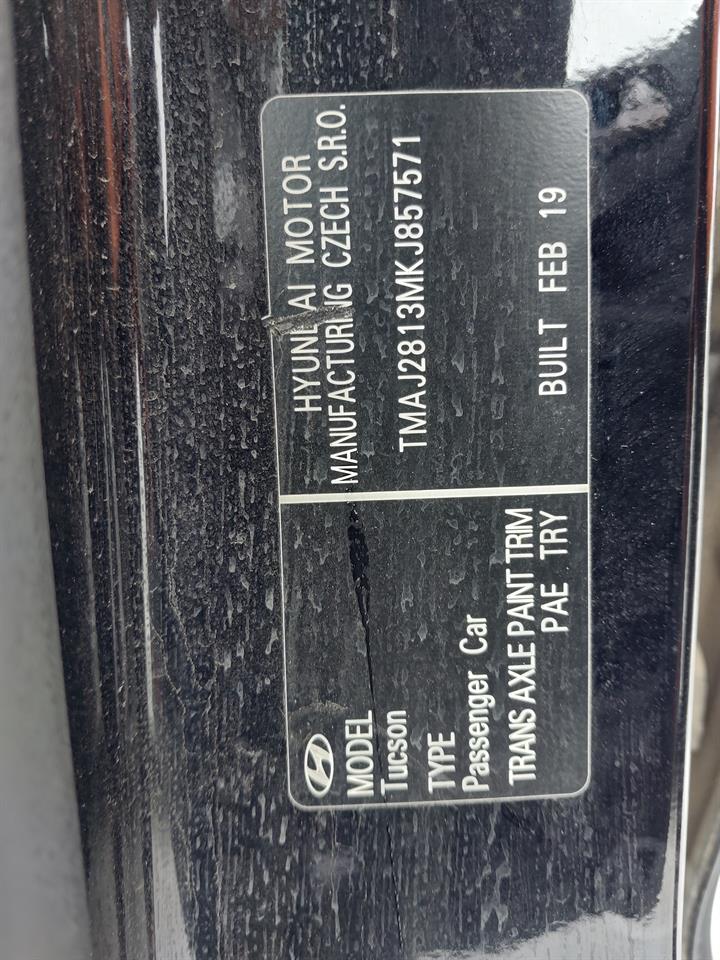 MODEL
Tucson
TYPE
Passenger Car
TRANS AXLE PAINT TRIM
PAE TRY
HYUNDAI MOTOR
MANUFACTURING CZECH S.R.O.
TMAJ2813MKJ857571
BUILT FEB 19